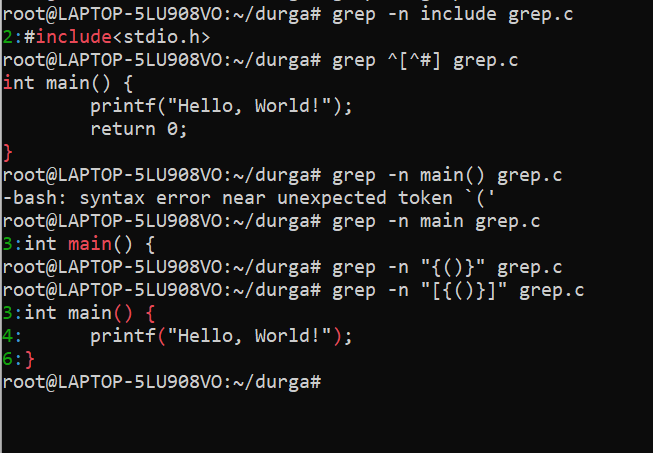 root@LAPTOP-5LU908VO:~/durga# grep -n include grep.c
2:#include<stdio.h>
root@LAPTOP-5LU908VO:~/durga# grep ^[^#] grep.c
int main() {
        printf("Hello, World!");
        return 0;
}
root@LAPTOP-5LU908VO:~/durga# grep -n main() grep.c
-bash: syntax error near unexpected token `('
root@LAPTOP-5LU908VO:~/durga# grep -n main grep.c
3:int main() {
root@LAPTOP-5LU908VO:~/durga# grep -n "{()}" grep.c
root@LAPTOP-5LU908VO:~/durga# grep -n "[{()}]" grep.c
3:int main() {
4:      printf("Hello, World!");
6:}
root@LAPTOP-5LU908VO:~/durga#